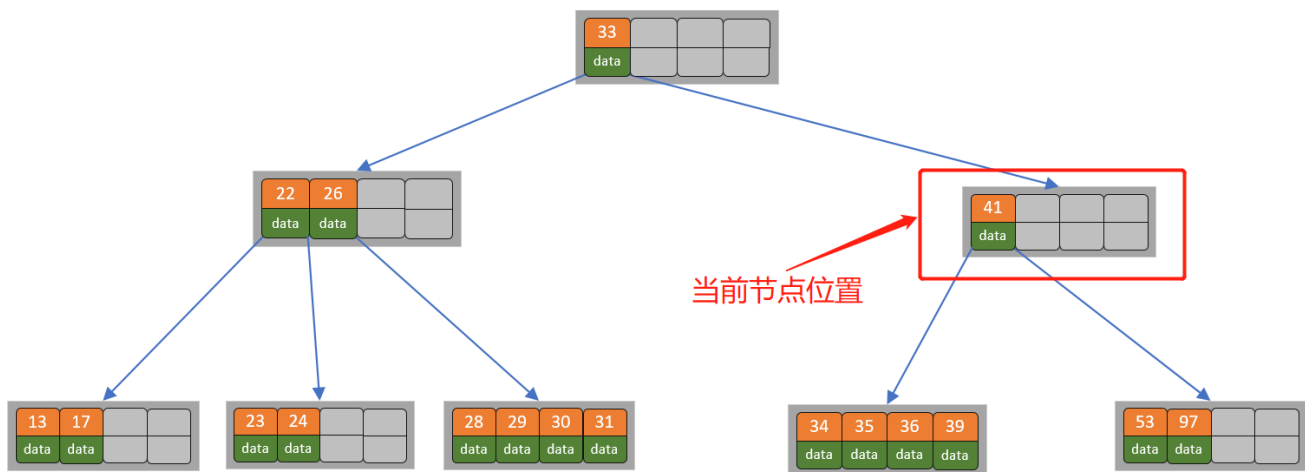 33
data
22 26
data data
41
data
当前节点位置
13 17
data data
23 24
data data
28 29 30 31
data data data data
34 35 36 39
data data data data
53 97
data data